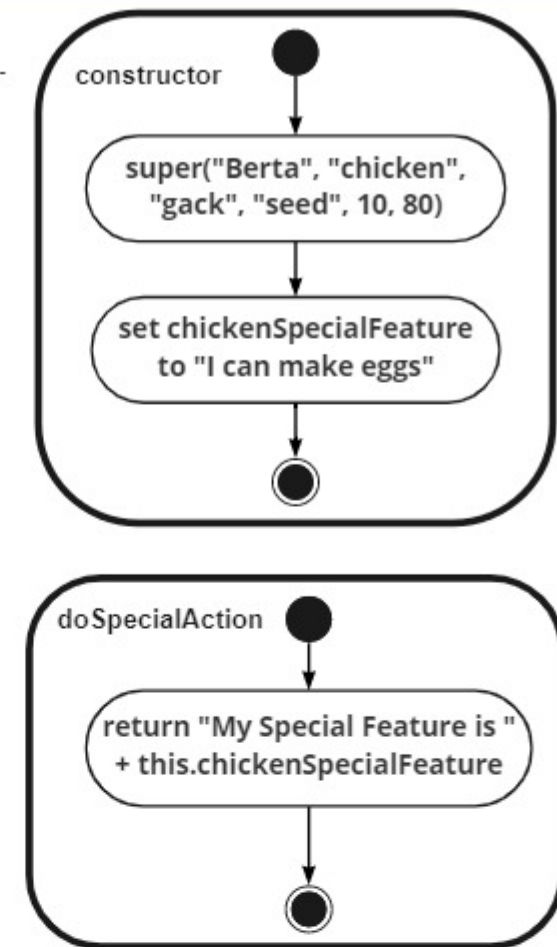 constructor
super("Berta", "chicken",
"gack", "seed", 10, 80)
set chickenSpecialFeature
to "I can make eggs"
doSpecialAction
return "My Special Feature is "
+ this.chickenSpecialFeature